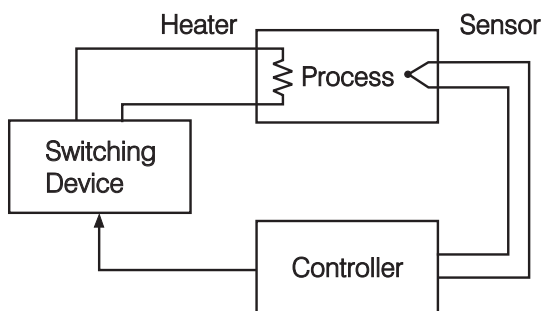 Heater
Sensor
Process
Switching
Device
Controller